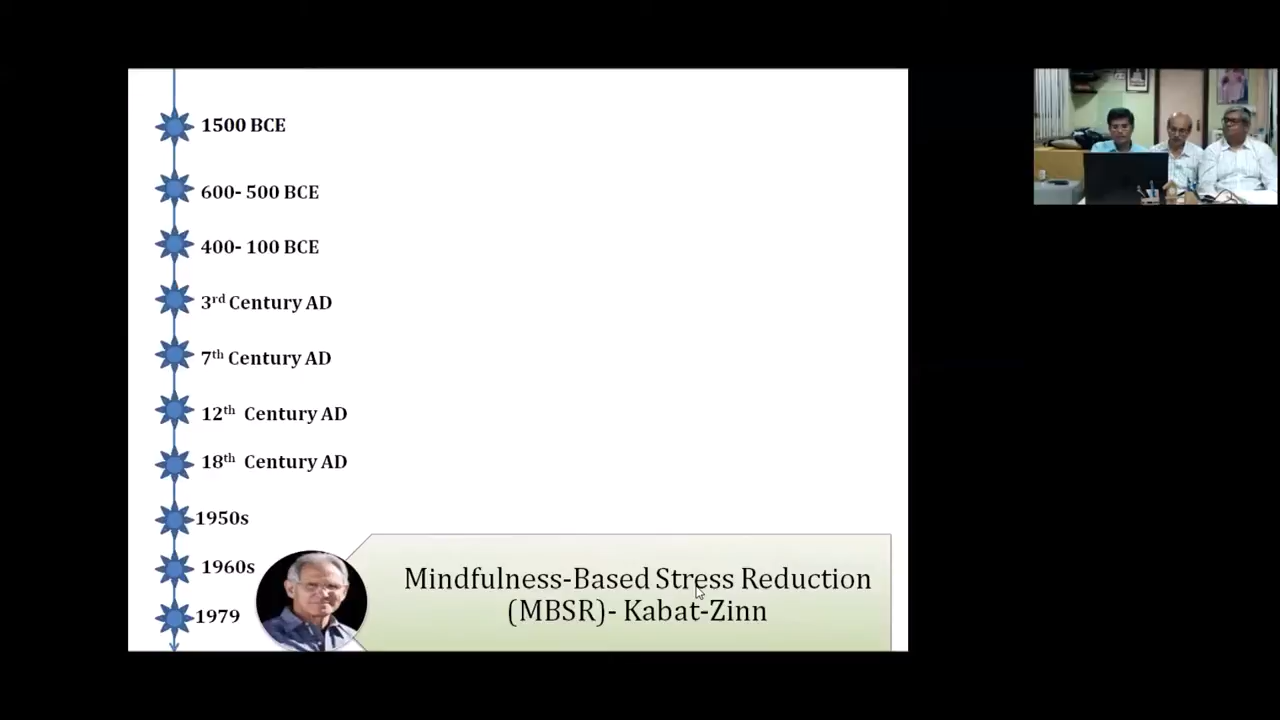 1500 BCE
600- 500 BCE
400- 100 BCE
3rd Century AD
7th Century AD
12th Century AD
18th Century AD
1950s
1960s
1979
Mindfulness-Based Stress Reduction
(MBSR)- Kabat-Zinn